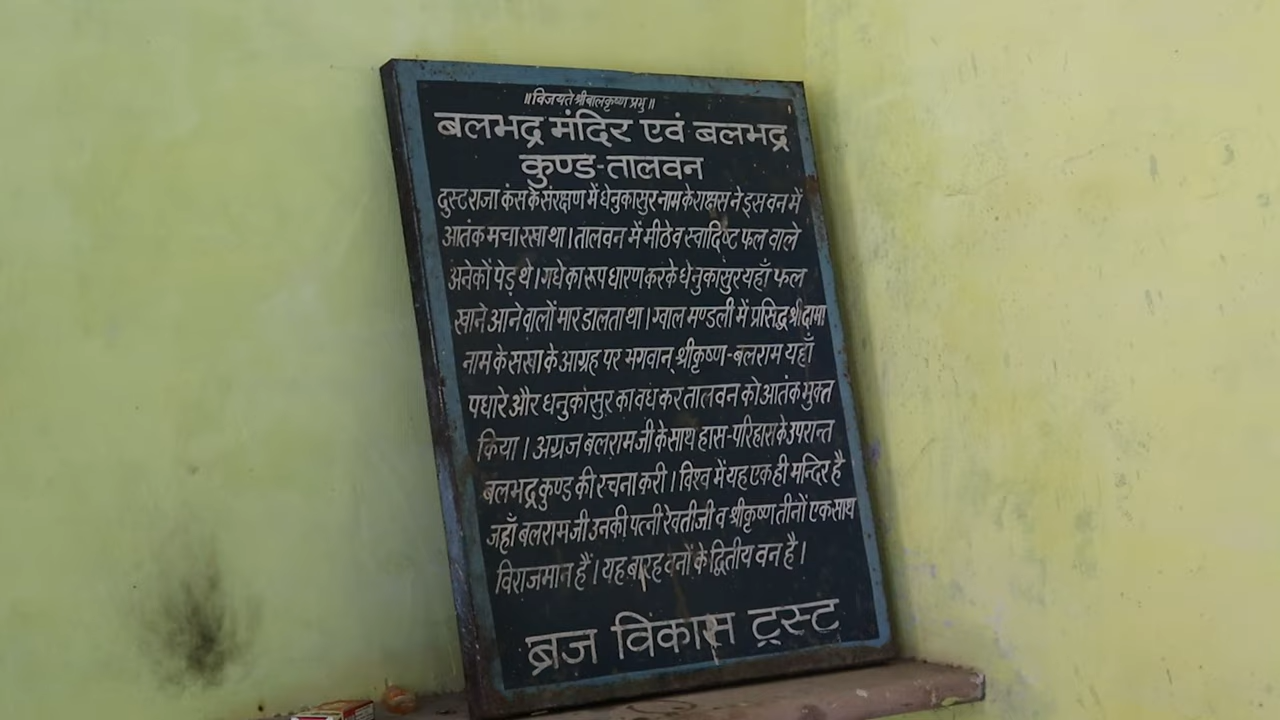 ॥ विजयते श्रीबालकृष्ण प्रभु ॥
बलभद्र मंदिर एवं बलभद्र
कुण्ड-तालवन
दुस्ट राजा कंस के संरक्षण में धेनुकासुर नाम के राक्षस ने इस वन में
आतंक मचा रखा था । तालवन में मीठे व स्वादिष्ट फल वाले
अनेकों पेड़ थे । गधे का रूप धारण करके धेनुकासुर यहाँ फल
खाने आने वालों मार डालता था । ग्वाल मण्डली में प्रसिद्ध श्रीदामा
नाम के सखा के आग्रह पर भगवान् श्रीकृष्ण-बलराम यहाँ
पधारे और धनुकासुर का वध कर तालवन को आतंक भुक्त
किया । अग्रज बलराम जी के साथ हास-परिहास के उपरान्त
बलभद्र कुण्ड की रचना करी । विश्व में यह एक ही मन्दिर है
जहाँ बलराम जी उनकी पत्नी रेवतीजी व श्रीकृष्ण तीनों एक साथ
विराजमान हैं । यह बारह वनों के द्वितीय वन है ।
ब्रज विकास ट्रस्ट